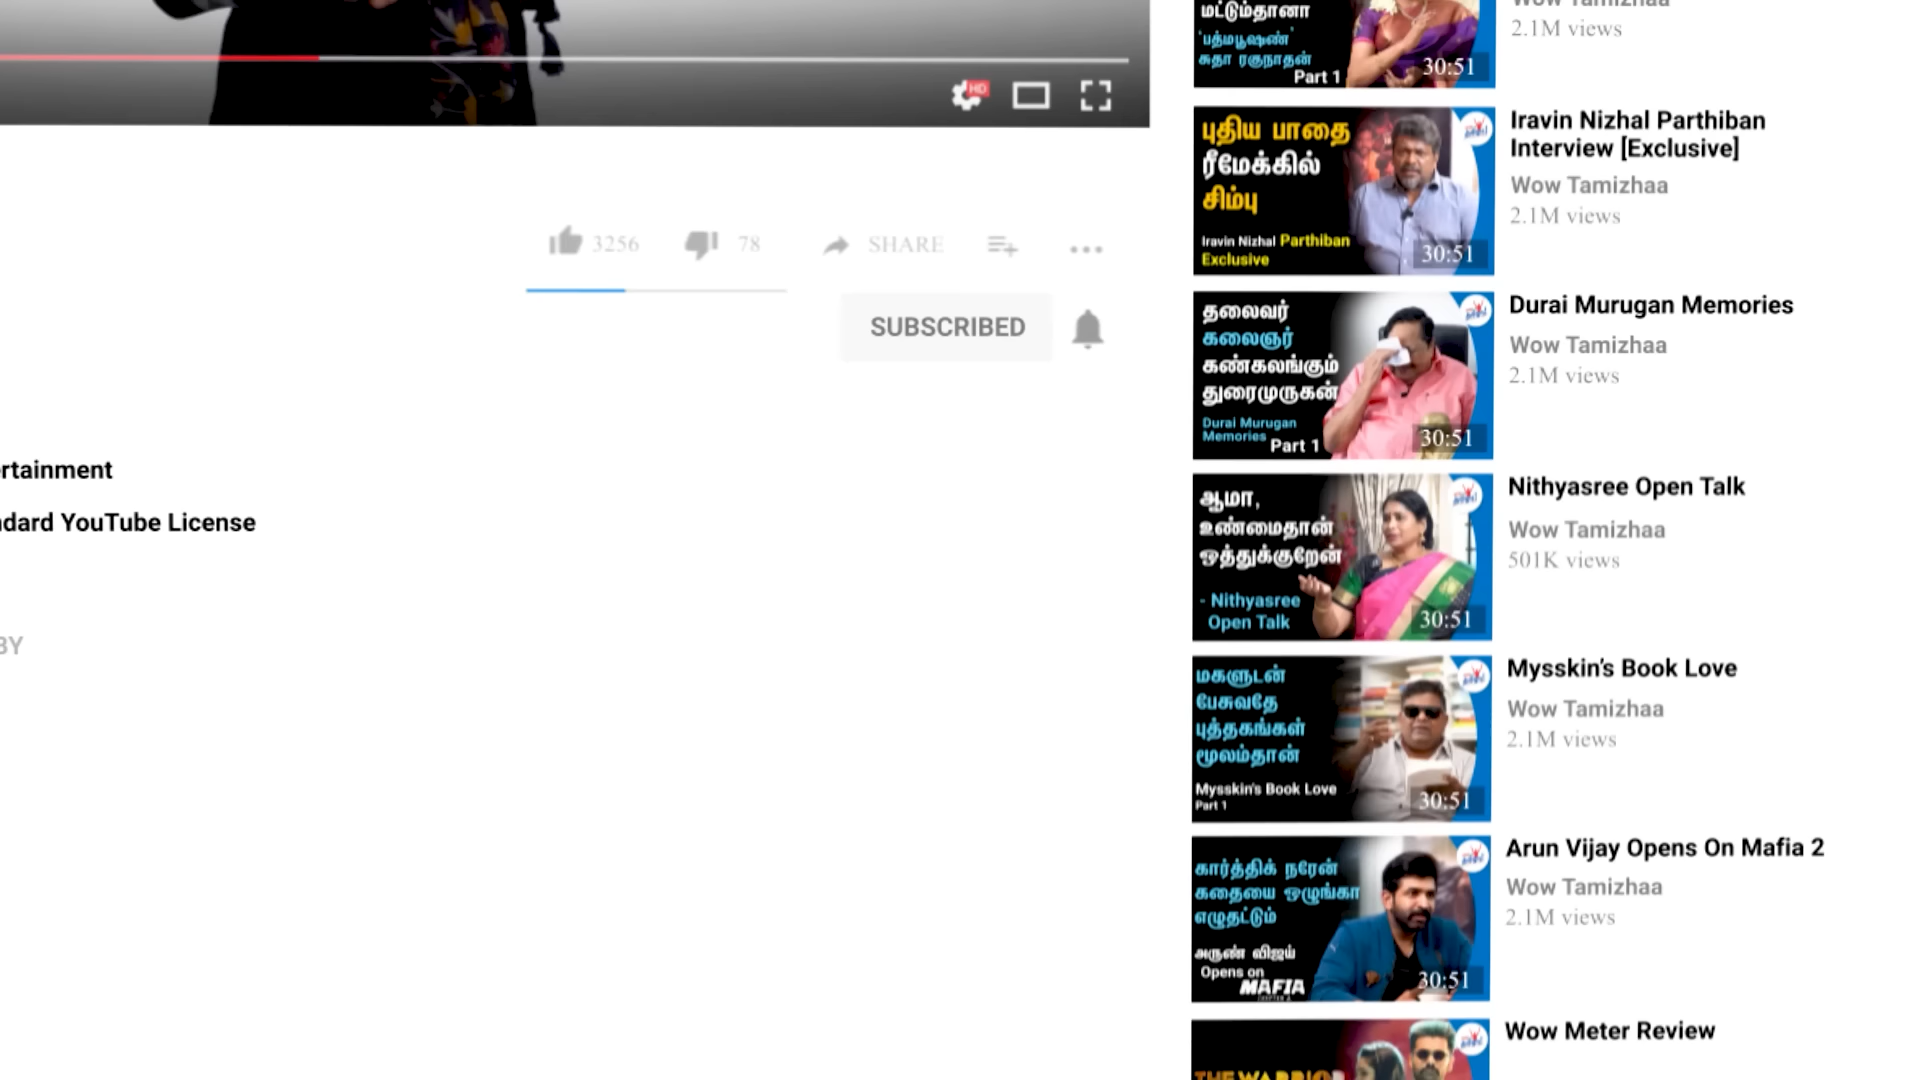 HD
3256
78
SHARE
SUBSCRIBED
rtainment
dard YouTube License
BY
மட்டும்தானா
'பத்மபூஷண்'
சுதா ரகுநாதன்
Part 1
30:51
2.1M views
புதிய பாதை
ரீமேக்கில்
சிம்பு
Iravin Nizhal Parthiban
Exclusive
30:51
Iravin Nizhal Parthiban
Interview [Exclusive]
Wow Tamizhaa
2.1M views
தலைவர்
கலைஞர்
கண்கலங்கும்
துரைமுருகன்
Durai Murugan
Memories Part 1
30:51
Durai Murugan Memories
Wow Tamizhaa
2.1M views
ஆமா,
உண்மைதான்
ஒத்துக்குறேன்
- Nithyasree
Open Talk
30:51
Nithyasree Open Talk
Wow Tamizhaa
501K views
மகளுடன்
பேசுவதே
புத்தகங்கள்
மூலம்தான்
Mysskin's Book Love
Part 1
30:51
Mysskin's Book Love
Wow Tamizhaa
2.1M views
கார்த்திக் நரேன்
கதையை ஒழுங்கா
எழுதட்டும்
அருண் விஜய்
Opens on
MAFIA
30:51
Arun Vijay Opens On Mafia 2
Wow Tamizhaa
2.1M views
THE WARRIOR
Wow Meter Review